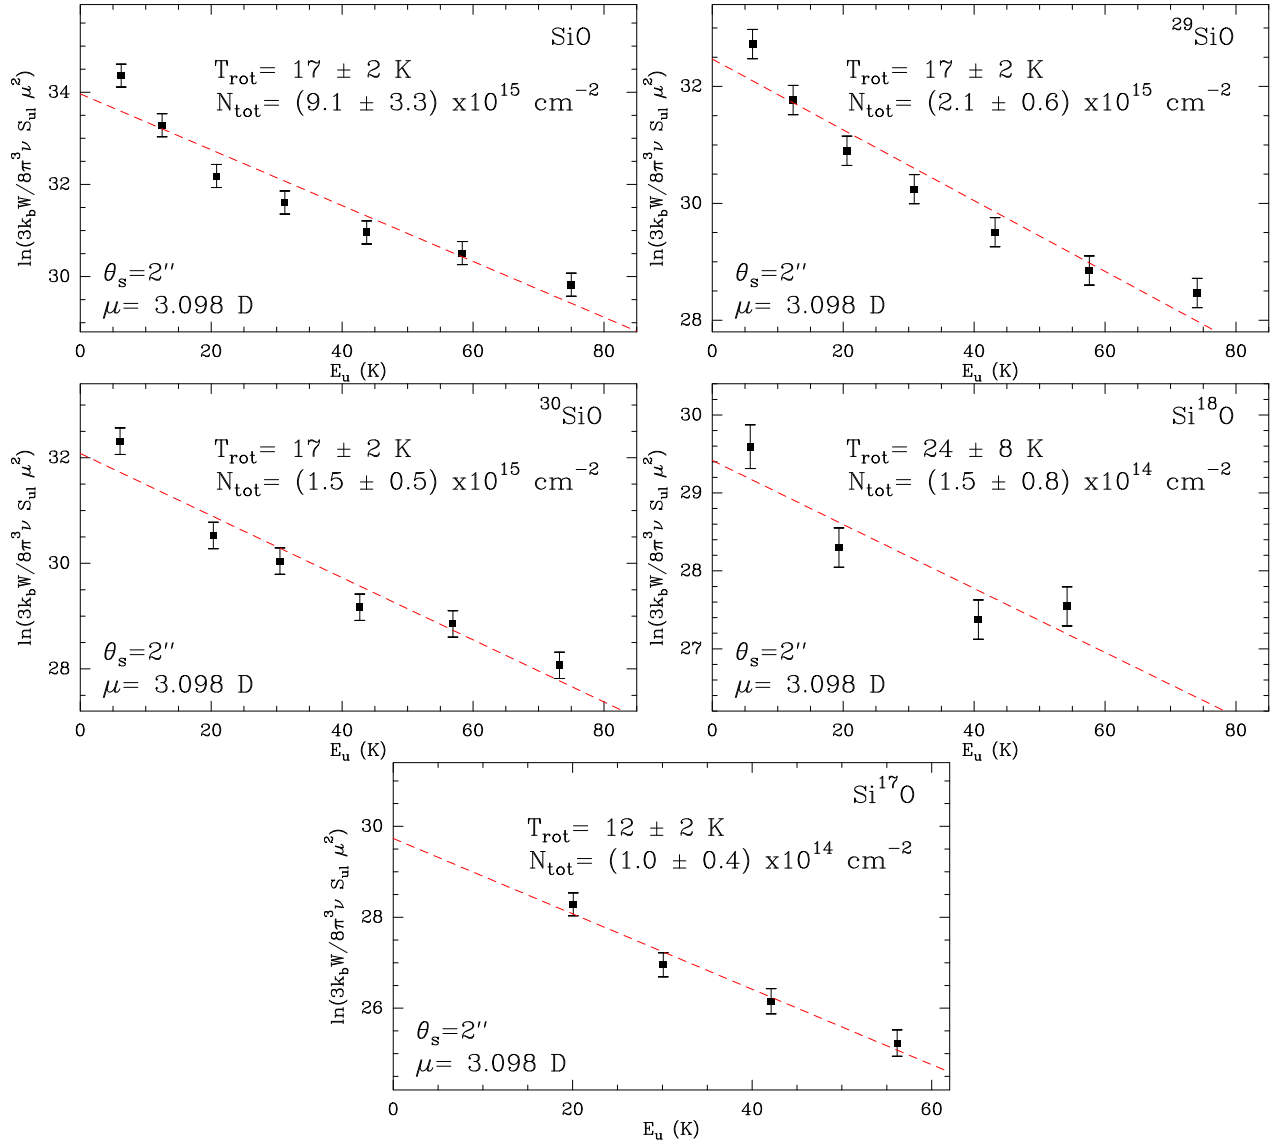 SiO
T_rot= 17 ± 2 K
N_tot= (9.1 ± 3.3) x10^15 cm^-2
θ_s=2''
μ= 3.098 D
34
32
30
ln(3k_bW/8π^3ν S_ul μ^2)
0 20 40 60 80
E_u (K)
^29SiO
T_rot= 17 ± 2 K
N_tot= (2.1 ± 0.6) x10^15 cm^-2
θ_s=2''
μ= 3.098 D
32
30
28
ln(3k_bW/8π^3ν S_ul μ^2)
0 20 40 60 80
E_u (K)
^30SiO
T_rot= 17 ± 2 K
N_tot= (1.5 ± 0.5) x10^15 cm^-2
θ_s=2''
μ= 3.098 D
32
30
28
ln(3k_bW/8π^3ν S_ul μ^2)
0 20 40 60 80
E_u (K)
Si^18O
T_rot= 24 ± 8 K
N_tot= (1.5 ± 0.8) x10^14 cm^-2
θ_s=2''
μ= 3.098 D
30
29
28
27
ln(3k_bW/8π^3ν S_ul μ^2)
0 20 40 60 80
E_u (K)
Si^17O
T_rot= 12 ± 2 K
N_tot= (1.0 ± 0.4) x10^14 cm^-2
θ_s=2''
μ= 3.098 D
30
28
26
ln(3k_bW/8π^3ν S_ul μ^2)
0 20 40 60
E_u (K)